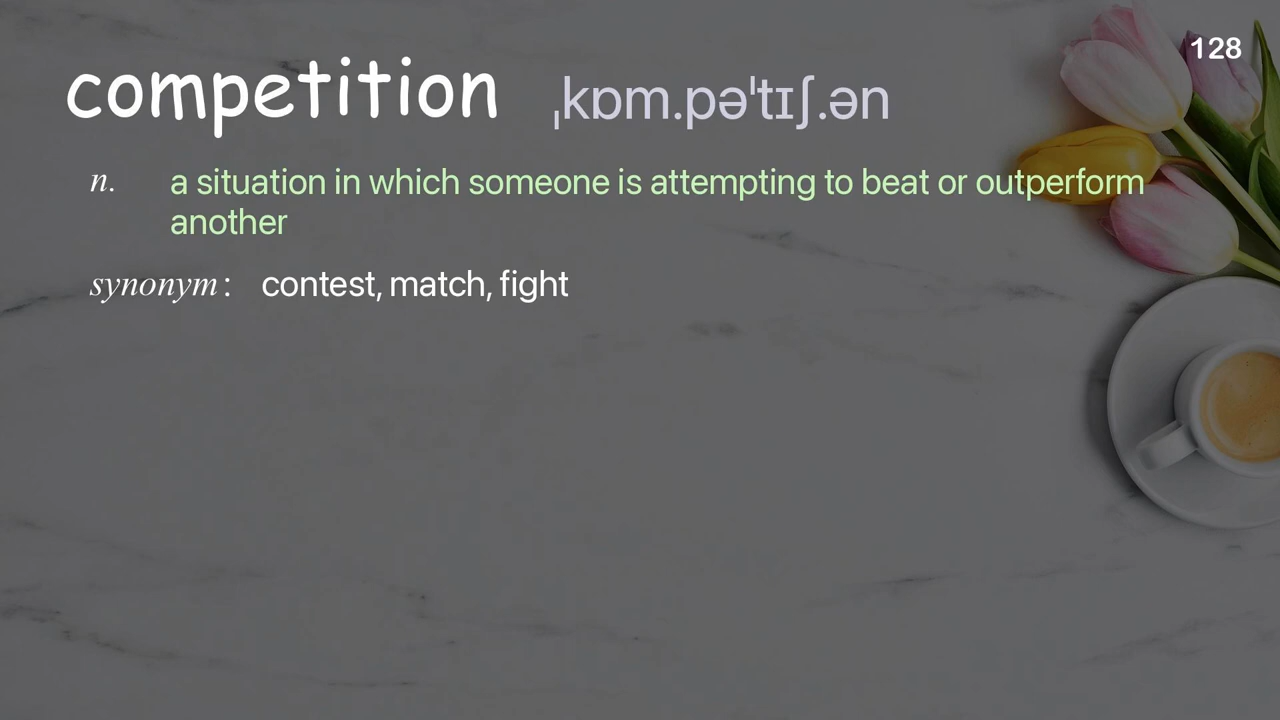 128
competition ˌkɒm.pəˈtɪʃ.ən
n. a situation in which someone is attempting to beat or outperform
another
synonym: contest, match, fight